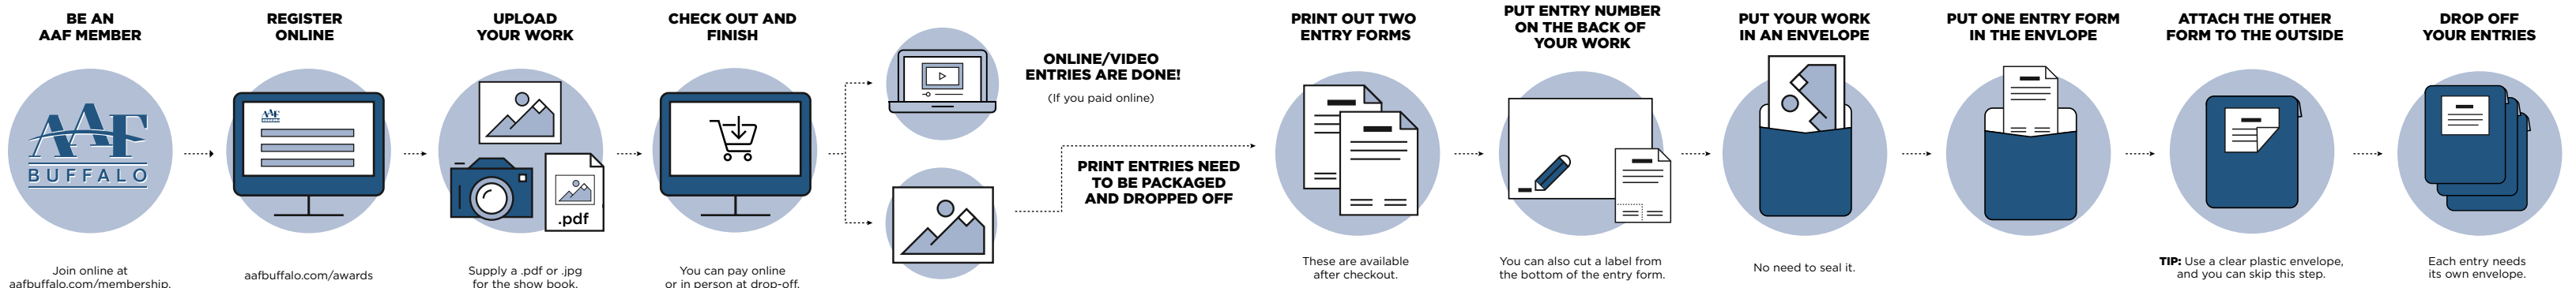 BE AN
AAF MEMBER
AAF
BUFFALO
Join online at
aafbuffalo.com/membership.
REGISTER
ONLINE
AAF
aafbuffalo.com/awards
UPLOAD
YOUR WORK
.pdf
Supply a .pdf or .jpg
for the show book.
CHECK OUT AND
FINISH
You can pay online
or in person at drop-off.
ONLINE/VIDEO
ENTRIES ARE DONE!
(If you paid online)
PRINT ENTRIES NEED
TO BE PACKAGED
AND DROPPED OFF
PRINT OUT TWO
ENTRY FORMS
These are available
after checkout.
PUT ENTRY NUMBER
ON THE BACK OF
YOUR WORK
You can also cut a label from
the bottom of the entry form.
PUT YOUR WORK
IN AN ENVELOPE
No need to seal it.
PUT ONE ENTRY FORM
IN THE ENVLOPE
ATTACH THE OTHER
FORM TO THE OUTSIDE
TIP: Use a clear plastic envelope,
and you can skip this step.
DROP OFF
YOUR ENTRIES
Each entry needs
its own envelope.